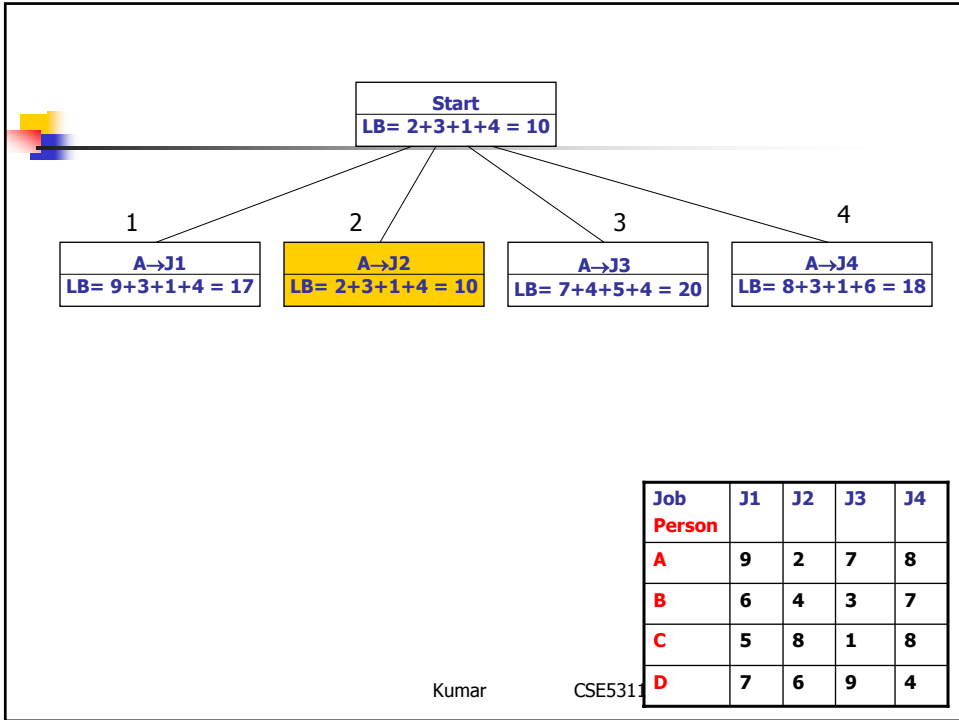 Start
LB= 2+3+1+4 = 10
1 2 3 4
A→J1
LB= 9+3+1+4 = 17
A→J2
LB= 2+3+1+4 = 10
A→J3
LB= 7+4+5+4 = 20
A→J4
LB= 8+3+1+6 = 18
Job J1 J2 J3 J4
Person
A 9 2 7 8
B 6 4 3 7
C 5 8 1 8
D 7 6 9 4
Kumar CSE5311